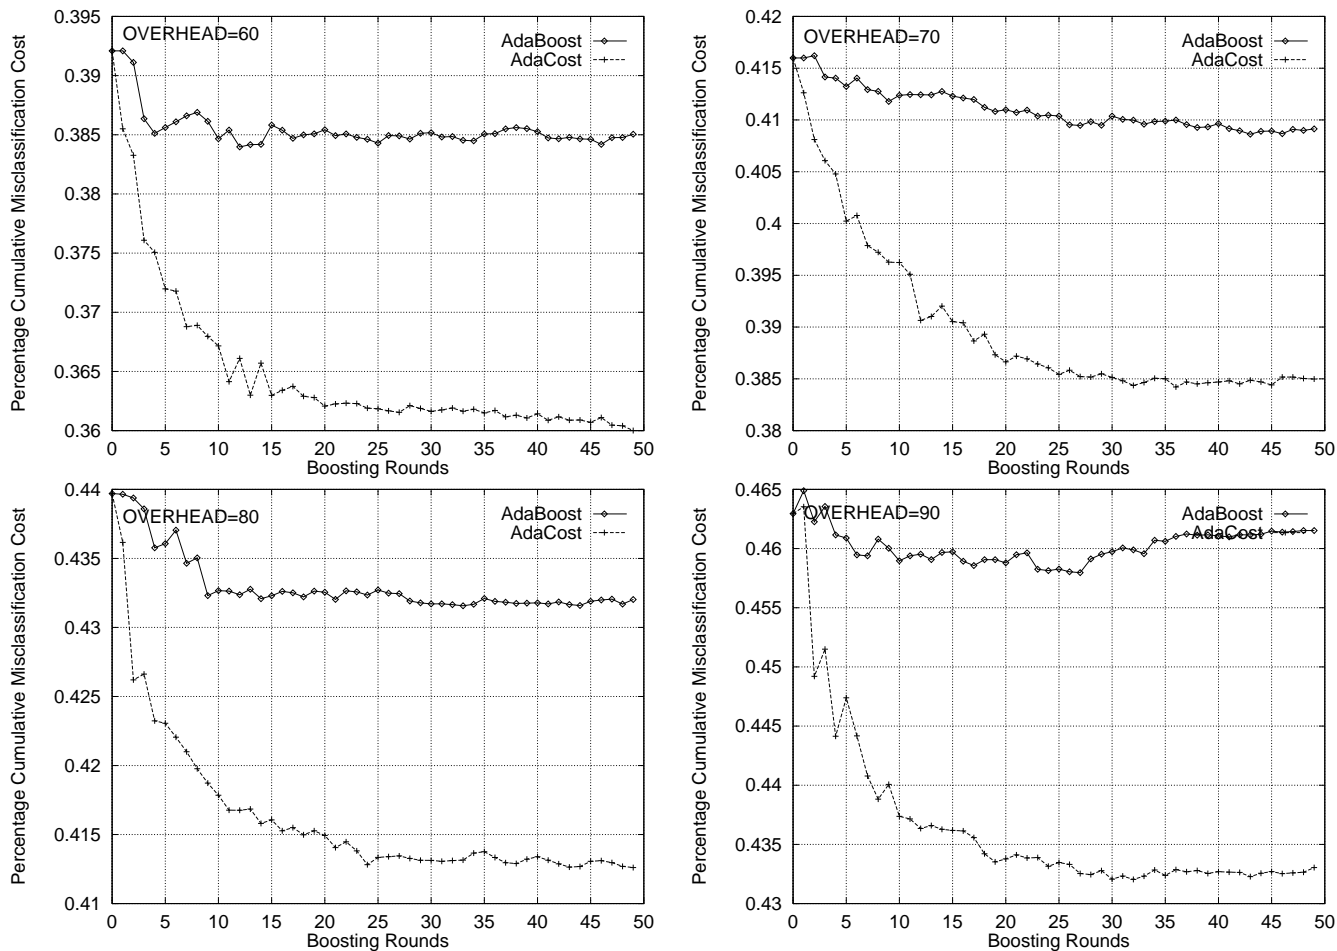 Percentage Cumulative Misclassification Cost
OVERHEAD=60
AdaBoost
AdaCost
0.395
0.39
0.385
0.38
0.375
0.37
0.365
0.36
0 5 10 15 20 25 30 35 40 45 50
Boosting Rounds
Percentage Cumulative Misclassification Cost
OVERHEAD=70
AdaBoost
AdaCost
0.42
0.415
0.41
0.405
0.4
0.395
0.39
0.385
0.38
0 5 10 15 20 25 30 35 40 45 50
Boosting Rounds
Percentage Cumulative Misclassification Cost
OVERHEAD=80
AdaBoost
AdaCost
0.44
0.435
0.43
0.425
0.42
0.415
0.41
0 5 10 15 20 25 30 35 40 45 50
Boosting Rounds
Percentage Cumulative Misclassification Cost
OVERHEAD=90
AdaBoost
AdaCost
0.465
0.46
0.455
0.45
0.445
0.44
0.435
0.43
0 5 10 15 20 25 30 35 40 45 50
Boosting Rounds